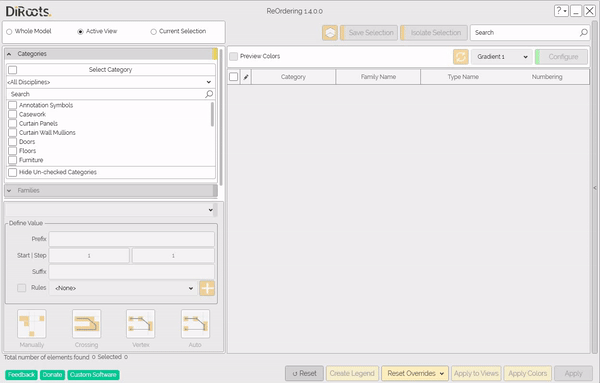 DiRoots.
ReOrdering 1.4.0.0
?
Whole Model
Active View
Current Selection
Save Selection
Isolate Selection
Search
Categories
Preview Colors
Gradient 1
Configure
Select Category
Category
Family Name
Type Name
Numbering
<All Disciplines>
Search
Annotation Symbols
Casework
Curtain Panels
Curtain Wall Mullions
Doors
Floors
Furniture
Hide Un-checked Categories
Families
Define Value
Prefix
Start | Step
1
1
Suffix
Rules
<None>
Manually
Crossing
Vertex
Auto
Total number of elements found 0 Selected 0
Feedback
Donate
Custom Software
Reset
Create Legend
Reset Overrides
Apply to Views
Apply Colors
Apply